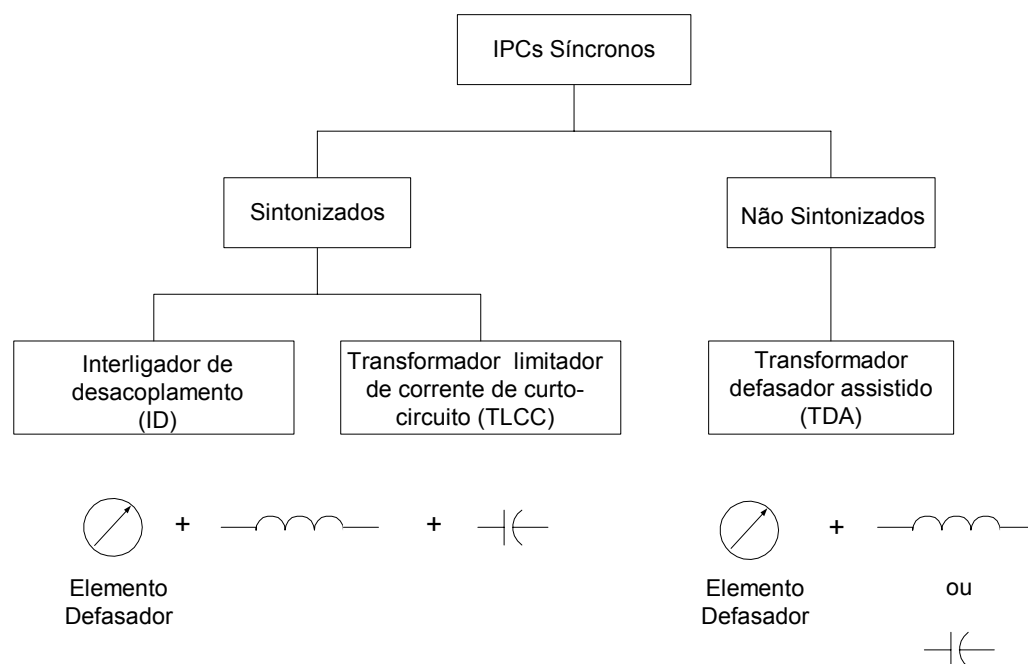 IPCs Síncronos
Sintonizados
Não Sintonizados
Interligador de
desacoplamento
(ID)
Transformador limitador
de corrente de curto-
circuito (TLCC)
Transformador
defasador assistido
(TDA)
+
+
+
Elemento
Defasador
Elemento
Defasador
ou